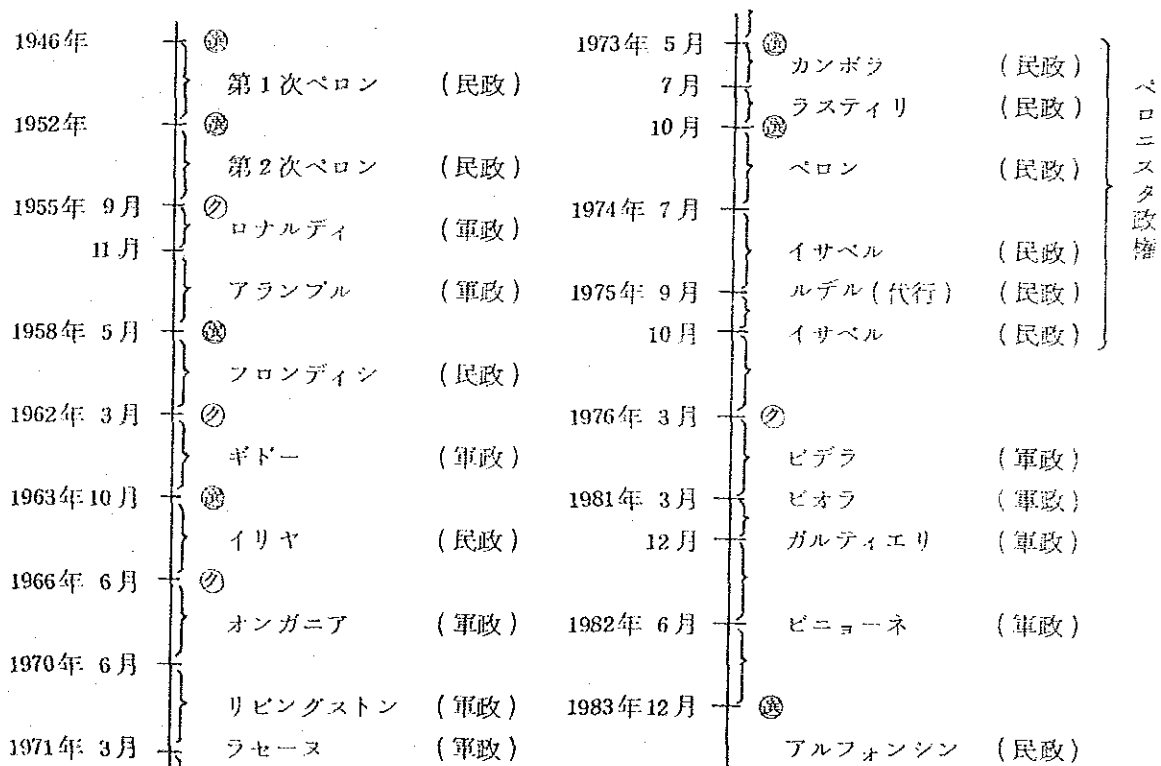 1946年 ㊩選
第1次ペロン (民政)
1952年 選
第2次ペロン (民政)
1955年 9月 ク
ロナルディ (軍政)
11月
アランブル (軍政)
1958年 5月 選
フロンディシ (民政)
1962年 3月 ク
ギドー (軍政)
1963年10月 選
イリヤ (民政)
1966年 6月 ク
オンガニア (軍政)
1970年 6月
リビングストン (軍政)
1971年 3月 ラセーヌ (軍政)
1973年 5月 選
カンポラ (民政)
7月
ラスティリ (民政)
10月 選
ペロン (民政)
1974年 7月
イサベル (民政)
1975年 9月 ルデル(代行) (民政)
10月 イサベル (民政)
ペロニスタ政権
1976年 3月 ク
ビデラ (軍政)
1981年 3月 ビオラ (軍政)
12月 ガルティエリ (軍政)
1982年 6月 ビニョーネ (軍政)
1983年12月 選
アルフォンシン (民政)